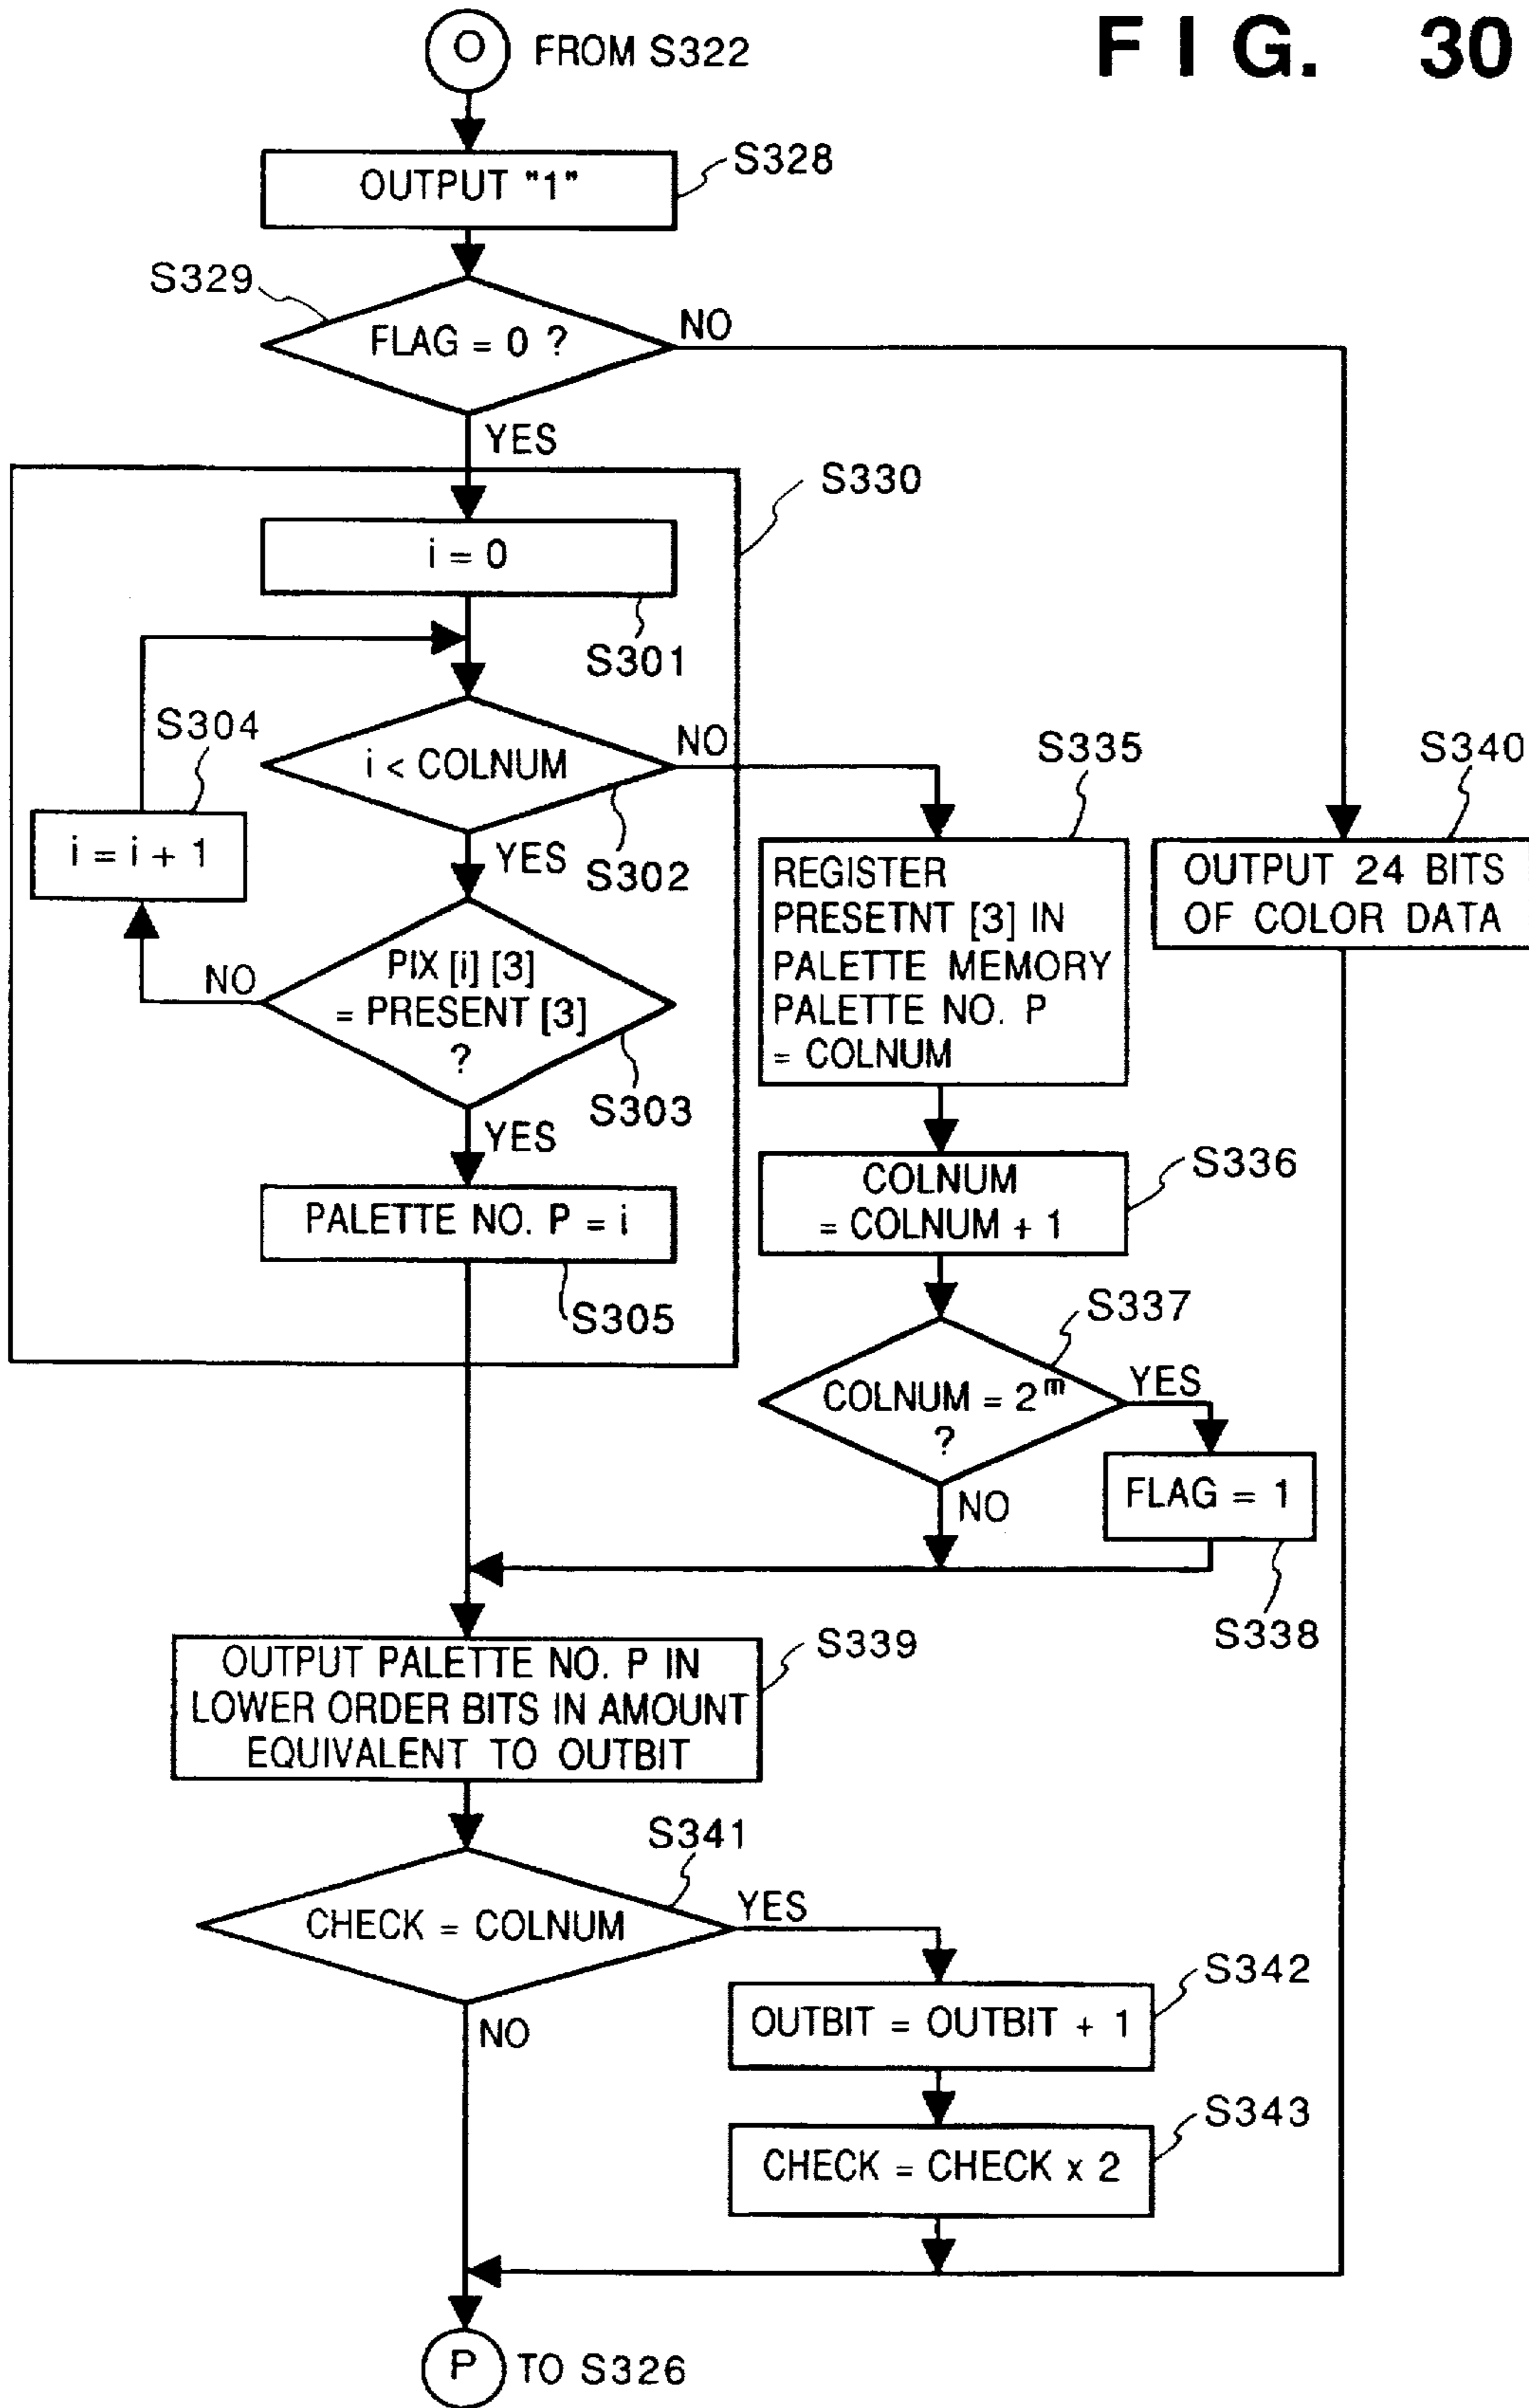 FIG. 30
O FROM S322
S328
OUTPUT "1"
S329
FLAG = 0 ?
NO
YES
S330
i = 0
S301
S304
i < COLNUM
NO
S335
S340
i = i + 1
YES
S302
REGISTER
PRESETNT [3] IN
PALETTE MEMORY
PALETTE NO. P
= COLNUM
OUTPUT 24 BITS
OF COLOR DATA
NO
PIX [i] [3]
= PRESENT [3]
?
S303
YES
S336
COLNUM
= COLNUM + 1
PALETTE NO. P = i
S305
S337
COLNUM = 2^m
?
YES
NO
FLAG = 1
S338
S339
OUTPUT PALETTE NO. P IN
LOWER ORDER BITS IN AMOUNT
EQUIVALENT TO OUTBIT
S341
CHECK = COLNUM
YES
S342
NO
OUTBIT = OUTBIT + 1
S343
CHECK = CHECK x 2
P TO S326